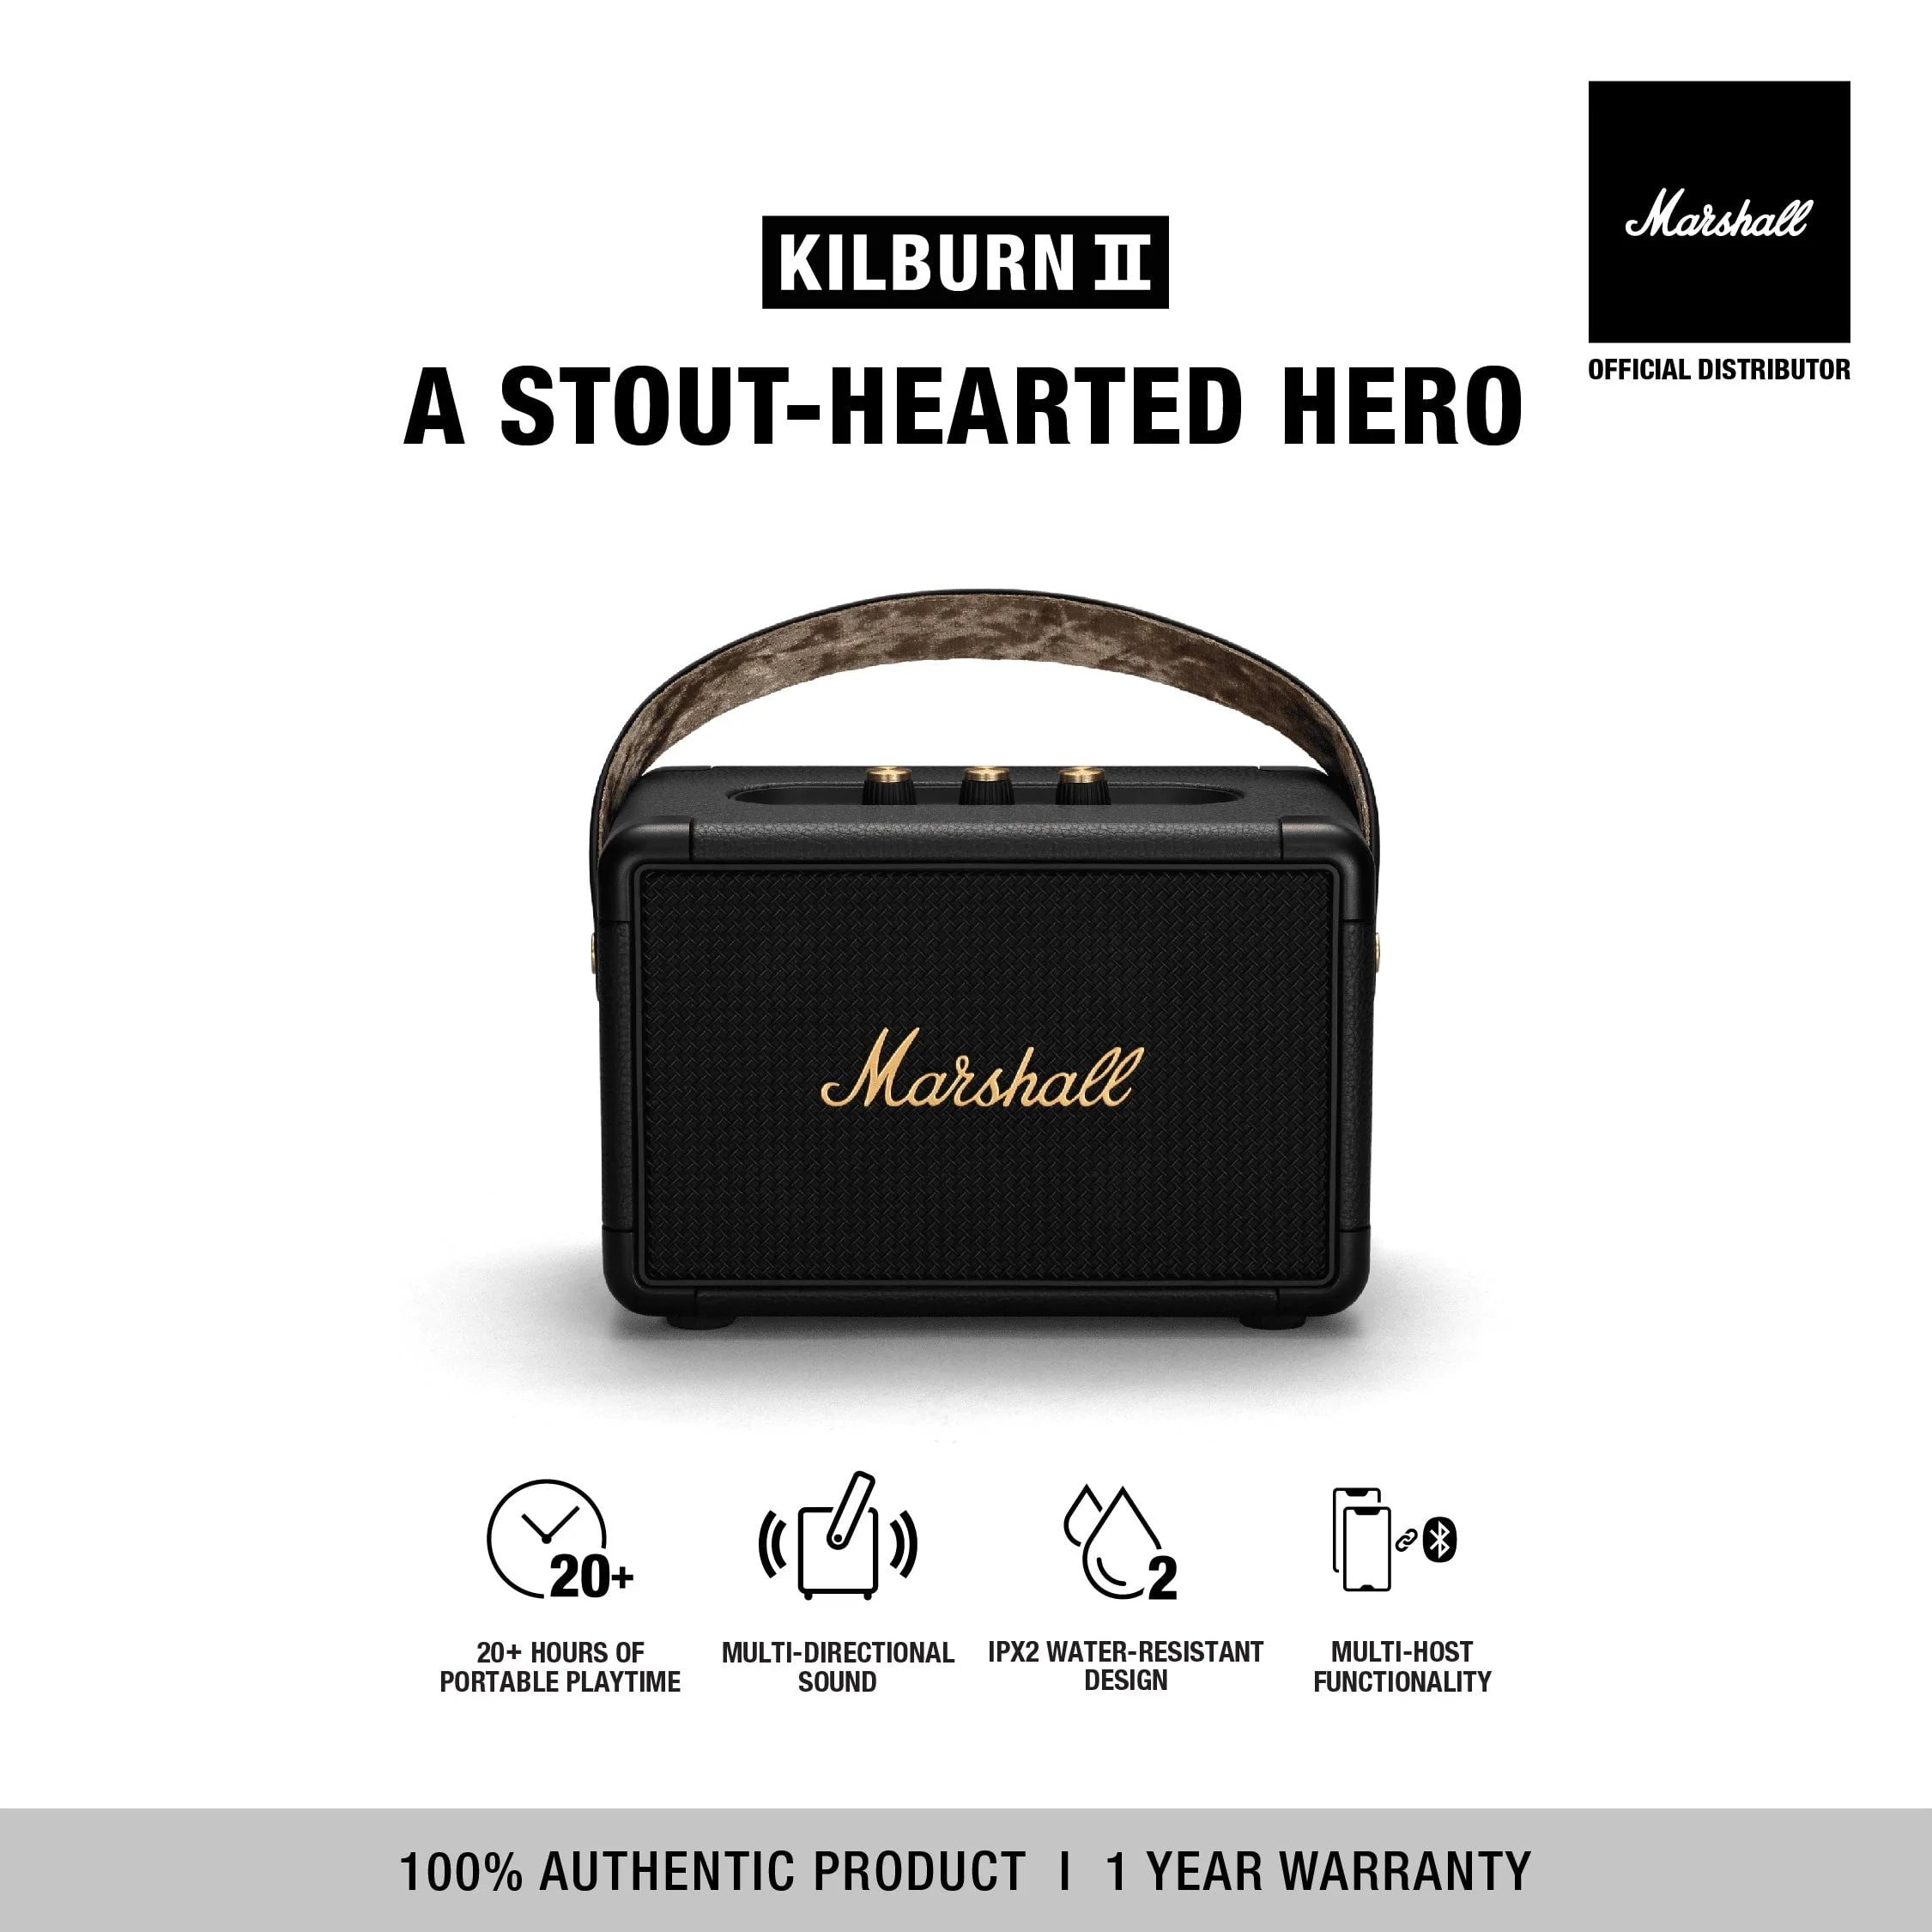 Marshall
OFFICIAL DISTRIBUTOR
KILBURN II
A STOUT-HEARTED HERO
Marshall
20+
2
20+ HOURS OF
PORTABLE PLAYTIME
MULTI-DIRECTIONAL
SOUND
IPX2 WATER-RESISTANT
DESIGN
MULTI-HOST
FUNCTIONALITY
100% AUTHENTIC PRODUCT I 1 YEAR WARRANTY